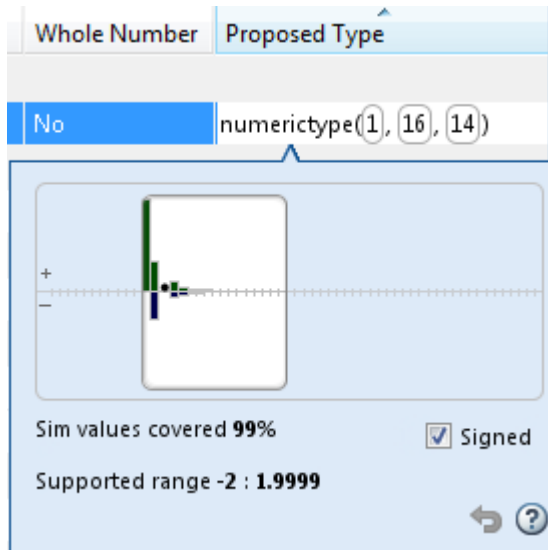 Whole Number Proposed Type
No numerictype(1, 16, 14)
+
−
Sim values covered 99%
Signed
Supported range -2 : 1.9999
?